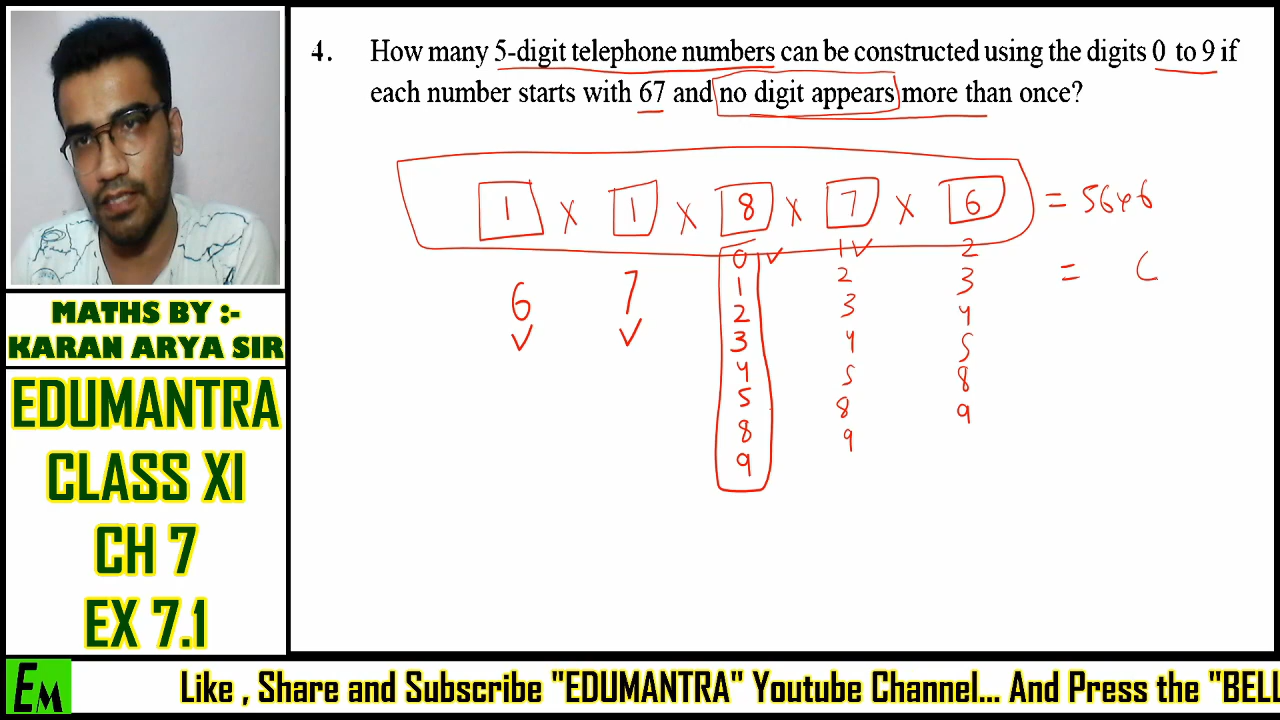 4. How many 5-digit telephone numbers can be constructed using the digits 0 to 9 if
each number starts with 67 and no digit appears more than once?
1 x 1 x 8 x 7 x 6 = 56x6
0 1 2
= (
6 7 1 2 3
2 3 4
3 4 5
4 5 8
5 8 9
8 9
9
MATHS BY :-
KARAN ARYA SIR
EDUMANTRA
CLASS XI
CH 7
EX 7.1
EM
Like , Share and Subscribe "EDUMANTRA" Youtube Channel... And Press the "BELL